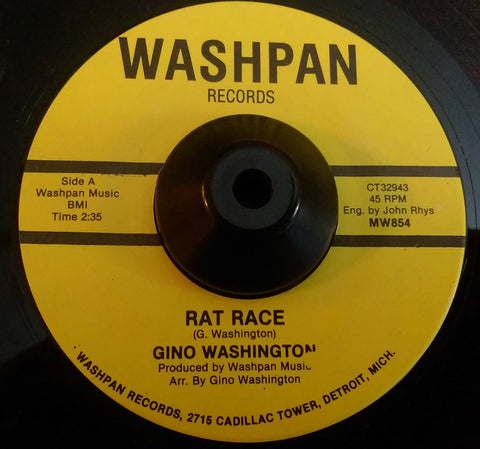 WASHPAN
RECORDS
Side A
Washpan Music
BMI
Time 2:35
CT32943
45 RPM
Eng. by John Rhys
MW854
RAT RACE
(G. Washington)
GINO WASHINGTON
Produced by Washpan Music
Arr. By Gino Washington
WASHPAN RECORDS, 2715 CADILLAC TOWER, DETROIT, MICH.